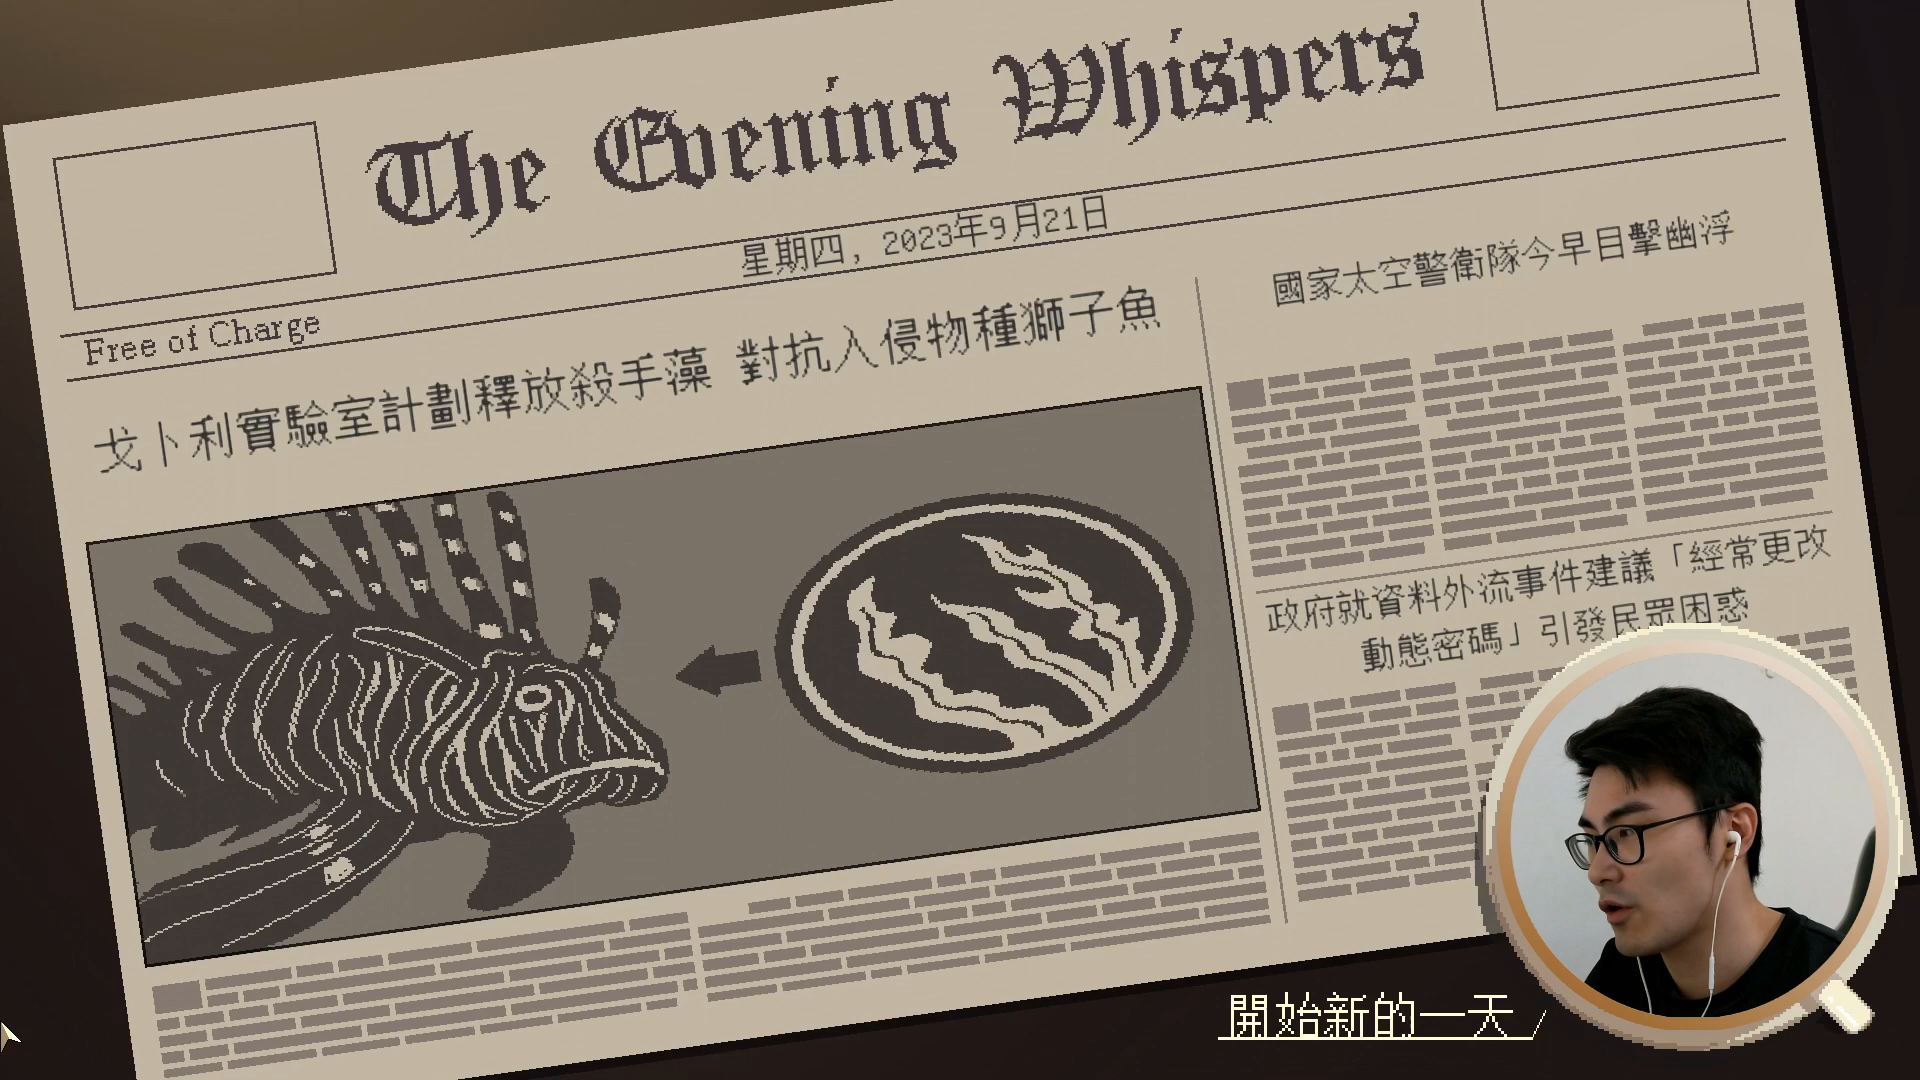 The Evening Whispers
星期四, 2023年9月21日
Free of Charge
戈卜利實驗室計劃釋放殺手藻 對抗入侵物種獅子魚
國家太空警衛隊今早目擊幽浮
政府就資料外流事件建議「經常更改
動態密碼」引發民眾困惑
開始新的一天